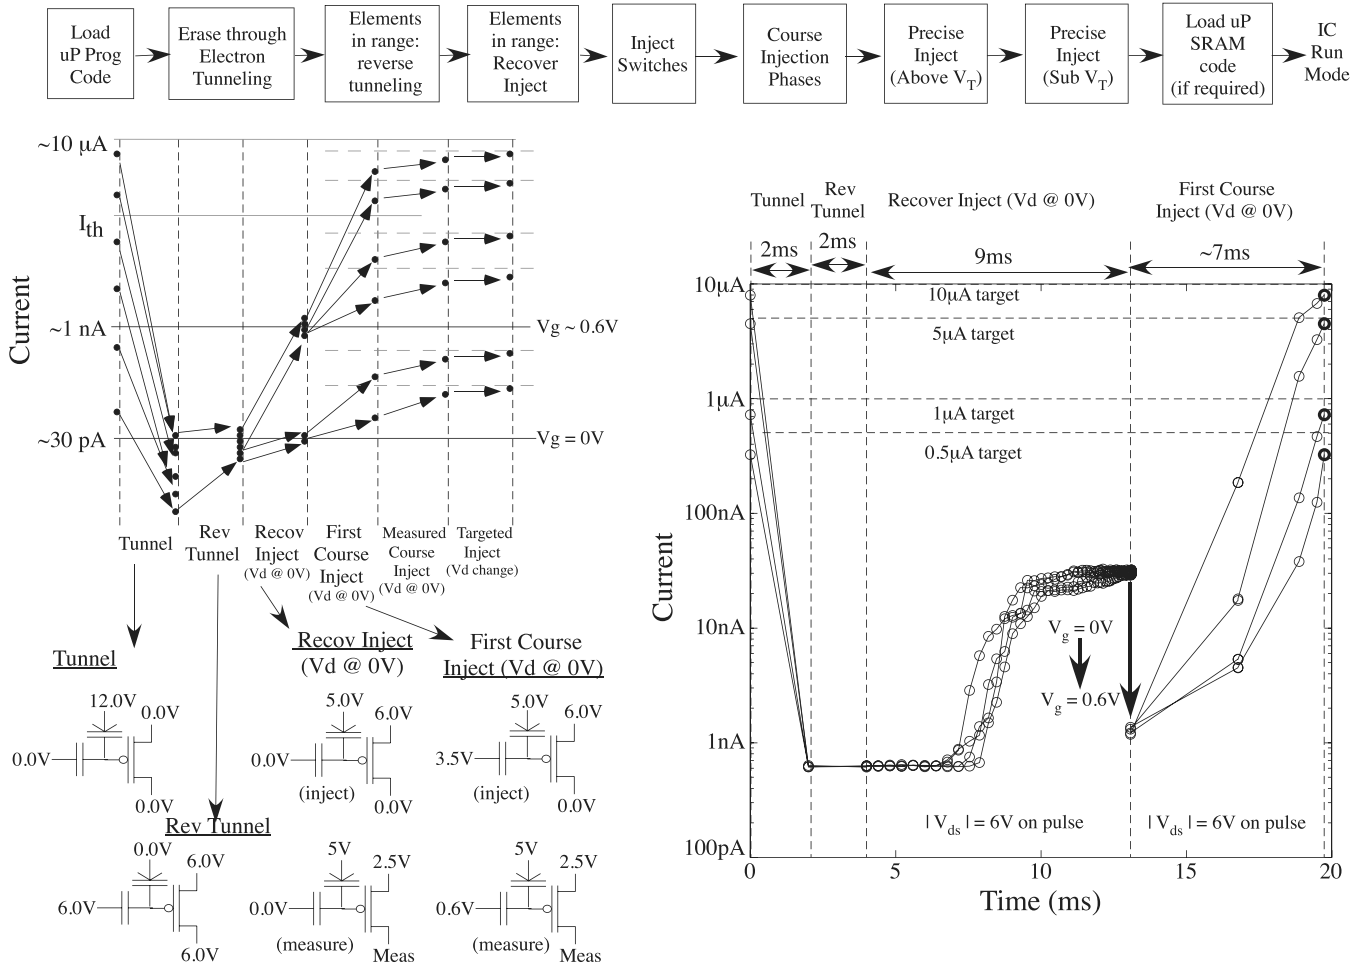 Load
uP Prog
Code
Erase through
Electron
Tunneling
Elements
in range:
reverse
tunneling
Elements
in range:
Recover
Inject
Inject
Switches
Course
Injection
Phases
Precise
Inject
(Above VT)
Precise
Inject
(Sub VT)
Load uP
SRAM
code
(if required)
IC
Run
Mode
Current
~10 μA
Ith
~1 nA
~30 pA
Vg ~ 0.6V
Vg = 0V
Tunnel
Rev
Tunnel
Recov
Inject
(Vd @ 0V)
First
Course
Inject
(Vd @ 0V)
Measured
Course
Inject
(Vd @ 0V)
Targeted
Inject
(Vd change)
Tunnel
12.0V
0.0V
0.0V
0.0V
Rev Tunnel
0.0V
6.0V
6.0V
6.0V
Recov Inject
(Vd @ 0V)
5.0V
6.0V
0.0V
(inject)
0.0V
5V
2.5V
0.0V
(measure)
Meas
First Course
Inject (Vd @ 0V)
5.0V
6.0V
3.5V
(inject)
0.0V
5V
2.5V
0.6V
(measure)
Meas
Tunnel
Rev
Tunnel
Recover Inject (Vd @ 0V)
First Course
Inject (Vd @ 0V)
2ms
2ms
9ms
~7ms
10μA
1μA
100nA
10nA
1nA
100pA
Current
10μA target
5μA target
1μA target
0.5μA target
Vg = 0V
Vg = 0.6V
| Vds | = 6V on pulse
| Vds | = 6V on pulse
0
5
10
15
20
Time (ms)